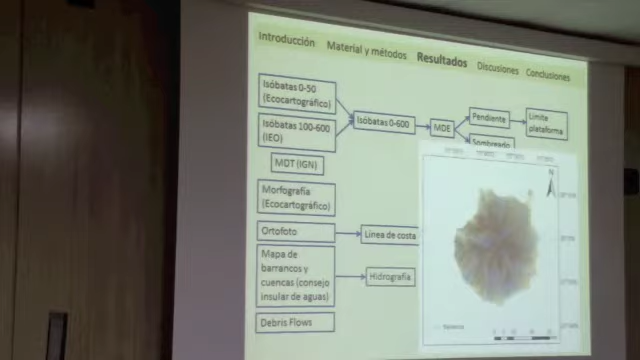 Introducción Material y métodos Resultados Discusiones Conclusiones
Isóbatas 0-50
(Ecocartográfico)
Isóbatas 100-600
(IEO)
Isóbatas 0-600
MDE
Pendiente
Límite
plataforma
Sombreado
MDT (IGN)
Morfografía
(Ecocartográfico)
Ortofoto
Línea de costa
Mapa de
barrancos y
cuencas (consejo
insular de aguas)
Hidrografía
Debris Flows
N